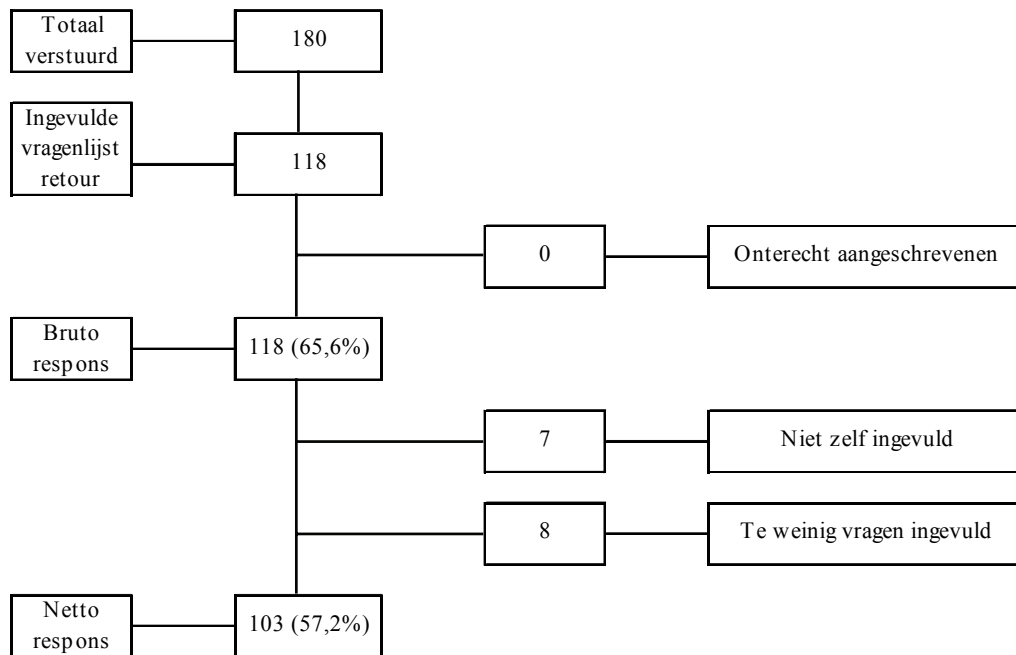 Totaal
verstuurd
180
Ingevulde
vragenlijst
retour
118
0
Onterecht aangeschrevenen
Bruto
respons
118 (65,6%)
7
Niet zelf ingevuld
8
Te weinig vragen ingevuld
Netto
respons
103 (57,2%)